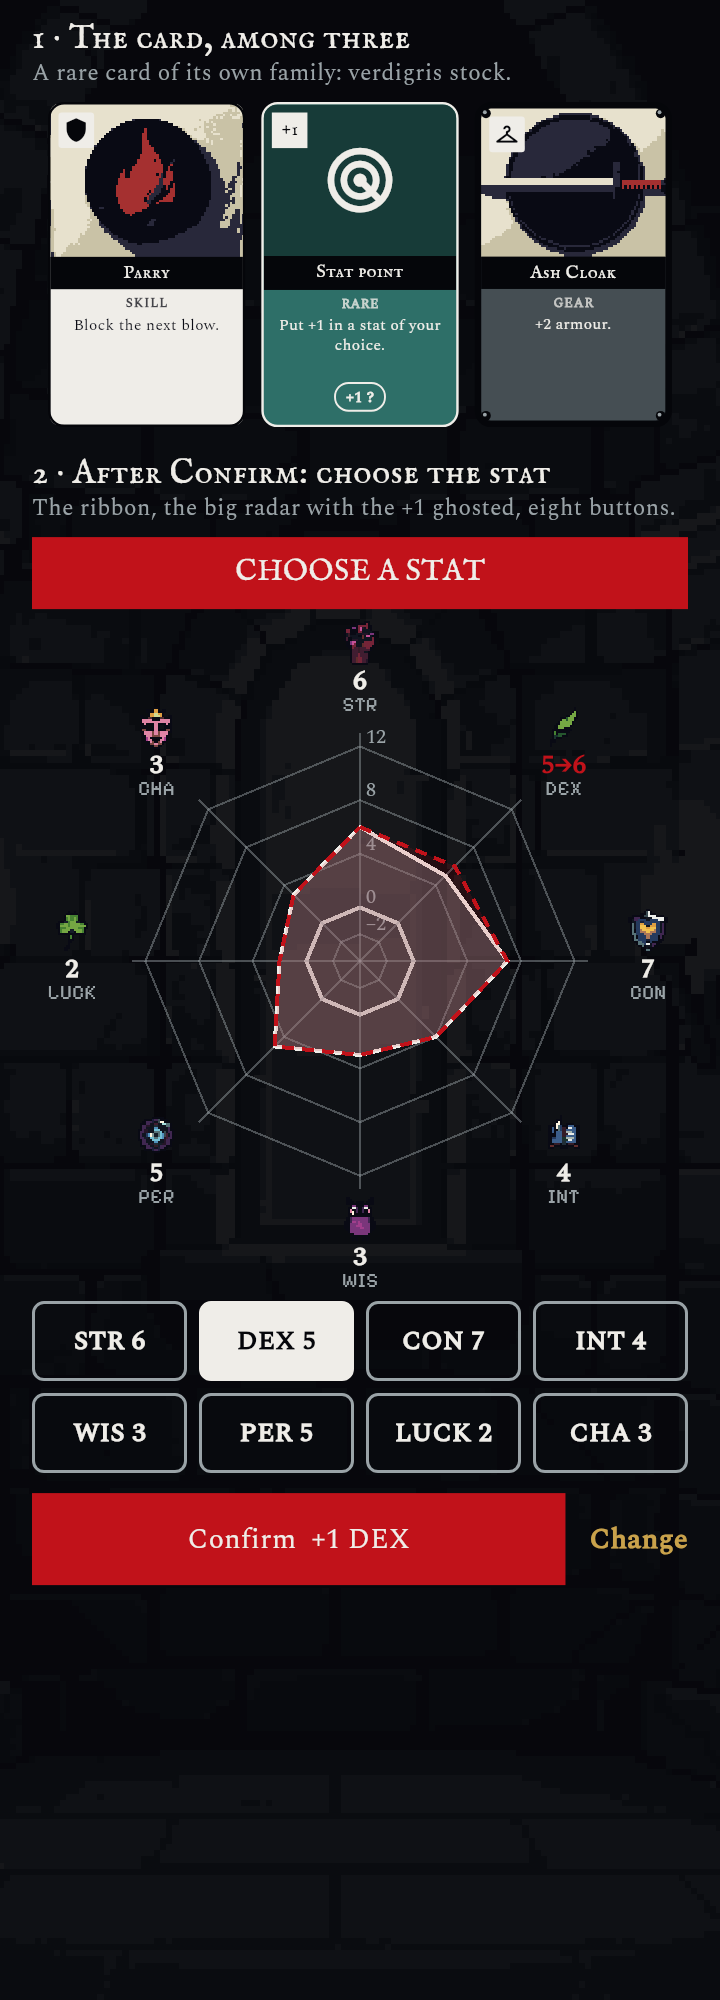 1 · The card, among three
A rare card of its own family: verdigris stock.
+1
Parry
SKILL
Block the next blow.
Stat point
RARE
Put +1 in a stat of your
choice.
+1 ?
Ash Cloak
GEAR
+2 armour.
2 · After Confirm: choose the stat
The ribbon, the big radar with the +1 ghosted, eight buttons.
CHOOSE A STAT
6
STR
3
CHA
5→6
DEX
12
8
4
0
−2
2
LUCK
7
CON
5
PER
4
INT
3
WIS
STR 6
DEX 5
CON 7
INT 4
WIS 3
PER 5
LUCK 2
CHA 3
Confirm +1 DEX
Change